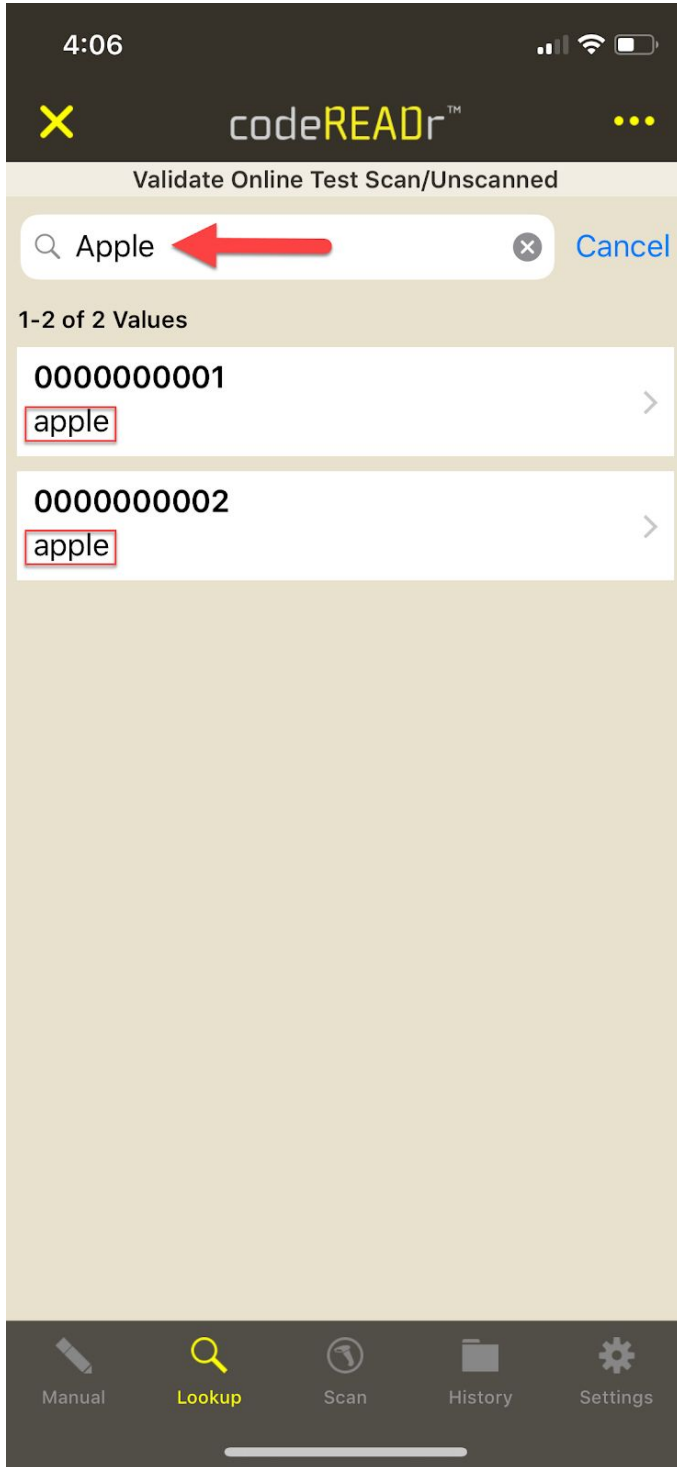 4:06
codeREADr™
Validate Online Test Scan/Unscanned
Apple Cancel
1-2 of 2 Values
0000000001
apple
0000000002
apple
Manual Lookup Scan History Settings